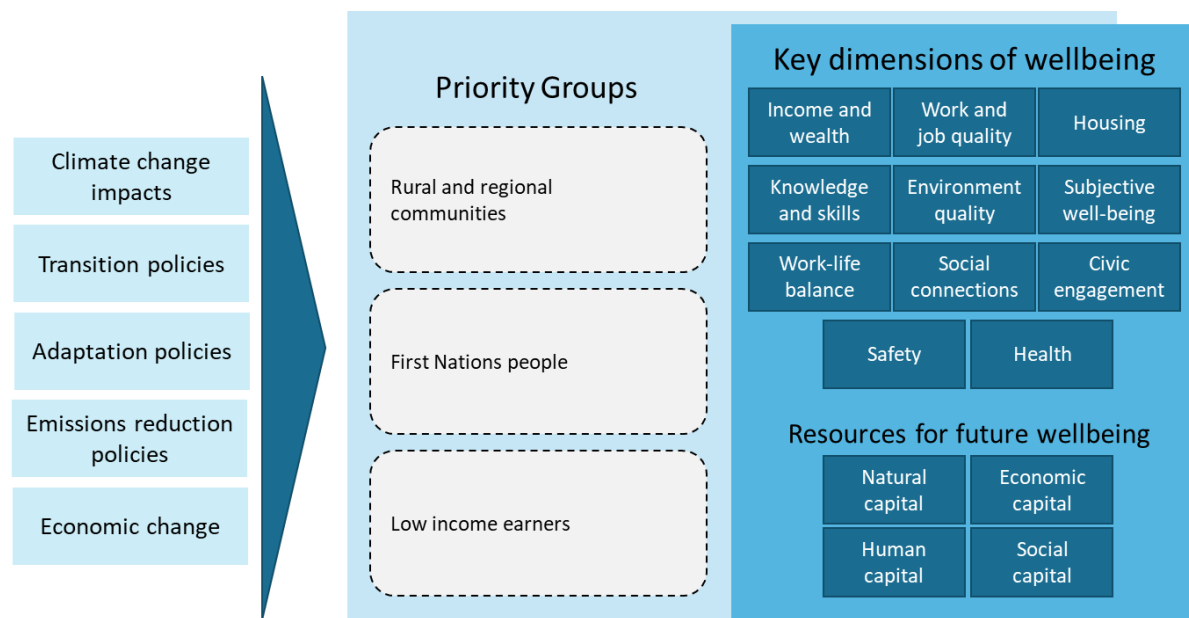 Climate change
impacts
Transition policies
Adaptation policies
Emissions reduction
policies
Economic change
Priority Groups
Rural and regional
communities
First Nations people
Low income earners
Key dimensions of wellbeing
Income and
wealth
Work and
job quality
Housing
Knowledge
and skills
Environment
quality
Subjective
well-being
Work-life
balance
Social
connections
Civic
engagement
Safety
Health
Resources for future wellbeing
Natural
capital
Economic
capital
Human
capital
Social
capital